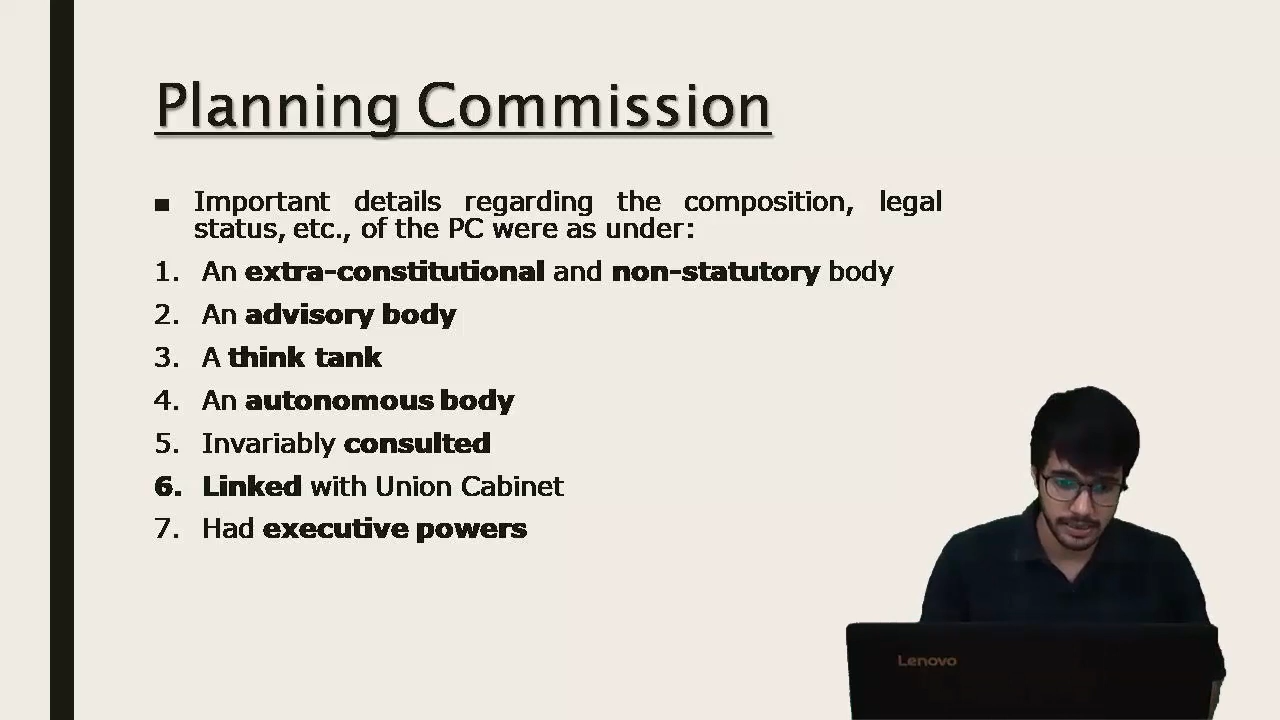 Planning Commission
■ Important details regarding the composition, legal
status, etc., of the PC were as under:
1. An extra-constitutional and non-statutory body
2. An advisory body
3. A think tank
4. An autonomous body
5. Invariably consulted
6. Linked with Union Cabinet
7. Had executive powers
Lenovo